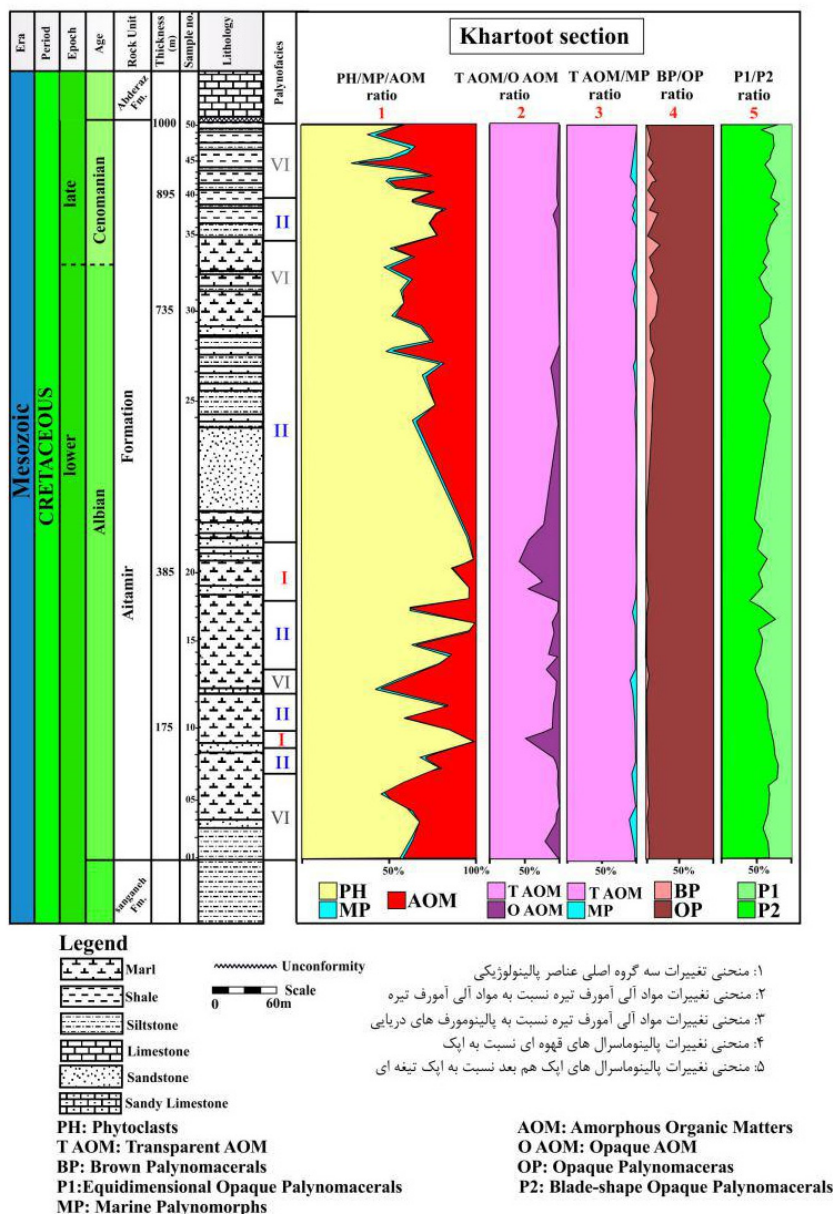 Khartoot section
Era
Period
Epoch
Age
Rock Unit
Thickness
(m)
Sample no.
Lithology
Palynofacies
PH/MP/AOM
ratio
1
T AOM/O AOM
ratio
2
T AOM/MP
ratio
3
BP/OP
ratio
4
P1/P2
ratio
5
Mesozoic
CRETACEOUS
late
lower
Cenomanian
Albian
Abderaz
Fm.
Aitamir Formation
sanganeh
Fm.
1000
895
735
385
175
50
45
40
35
30
25
20
15
10
05
01
VI
II
VI
II
I
II
VI
II
I
II
VI
50% 100%
50%
50%
50%
50%
PH
MP
AOM
T AOM
O AOM
T AOM
MP
BP
OP
P1
P2
Legend
Marl
Shale
Siltstone
Limestone
Sandstone
Sandy Limestone
Unconformity
Scale
0 60m
۱: منحنی تغییرات سه گروه اصلی عناصر پالینولوژیکی
۲: منحنی تغییرات مواد آلی آمورف تیره نسبت به مواد آلی آمورف تیره
۳: منحنی تغییرات مواد آلی آمورف تیره نسبت به پالینومورف های دریایی
۴: منحنی تغییرات پالینوماسرال های قهوه ای نسبت به اپک
۵: منحنی تغییرات پالینوماسرال های اپک هم بعد نسبت به اپک تیغه ای
PH: Phytoclasts
T AOM: Transparent AOM
BP: Brown Palynomacerals
P1:Equidimensional Opaque Palynomacerals
MP: Marine Palynomorphs
AOM: Amorphous Organic Matters
O AOM: Opaque AOM
OP: Opaque Palynomaceras
P2: Blade-shape Opaque Palynomacerals